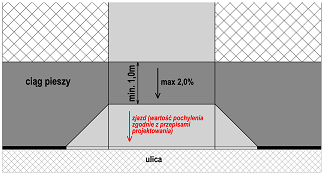 ciąg pieszy
min. 1,0m
max 2,0%
zjazd (wartość pochylenia
zgodnie z przepisami
projektowania)
ulica